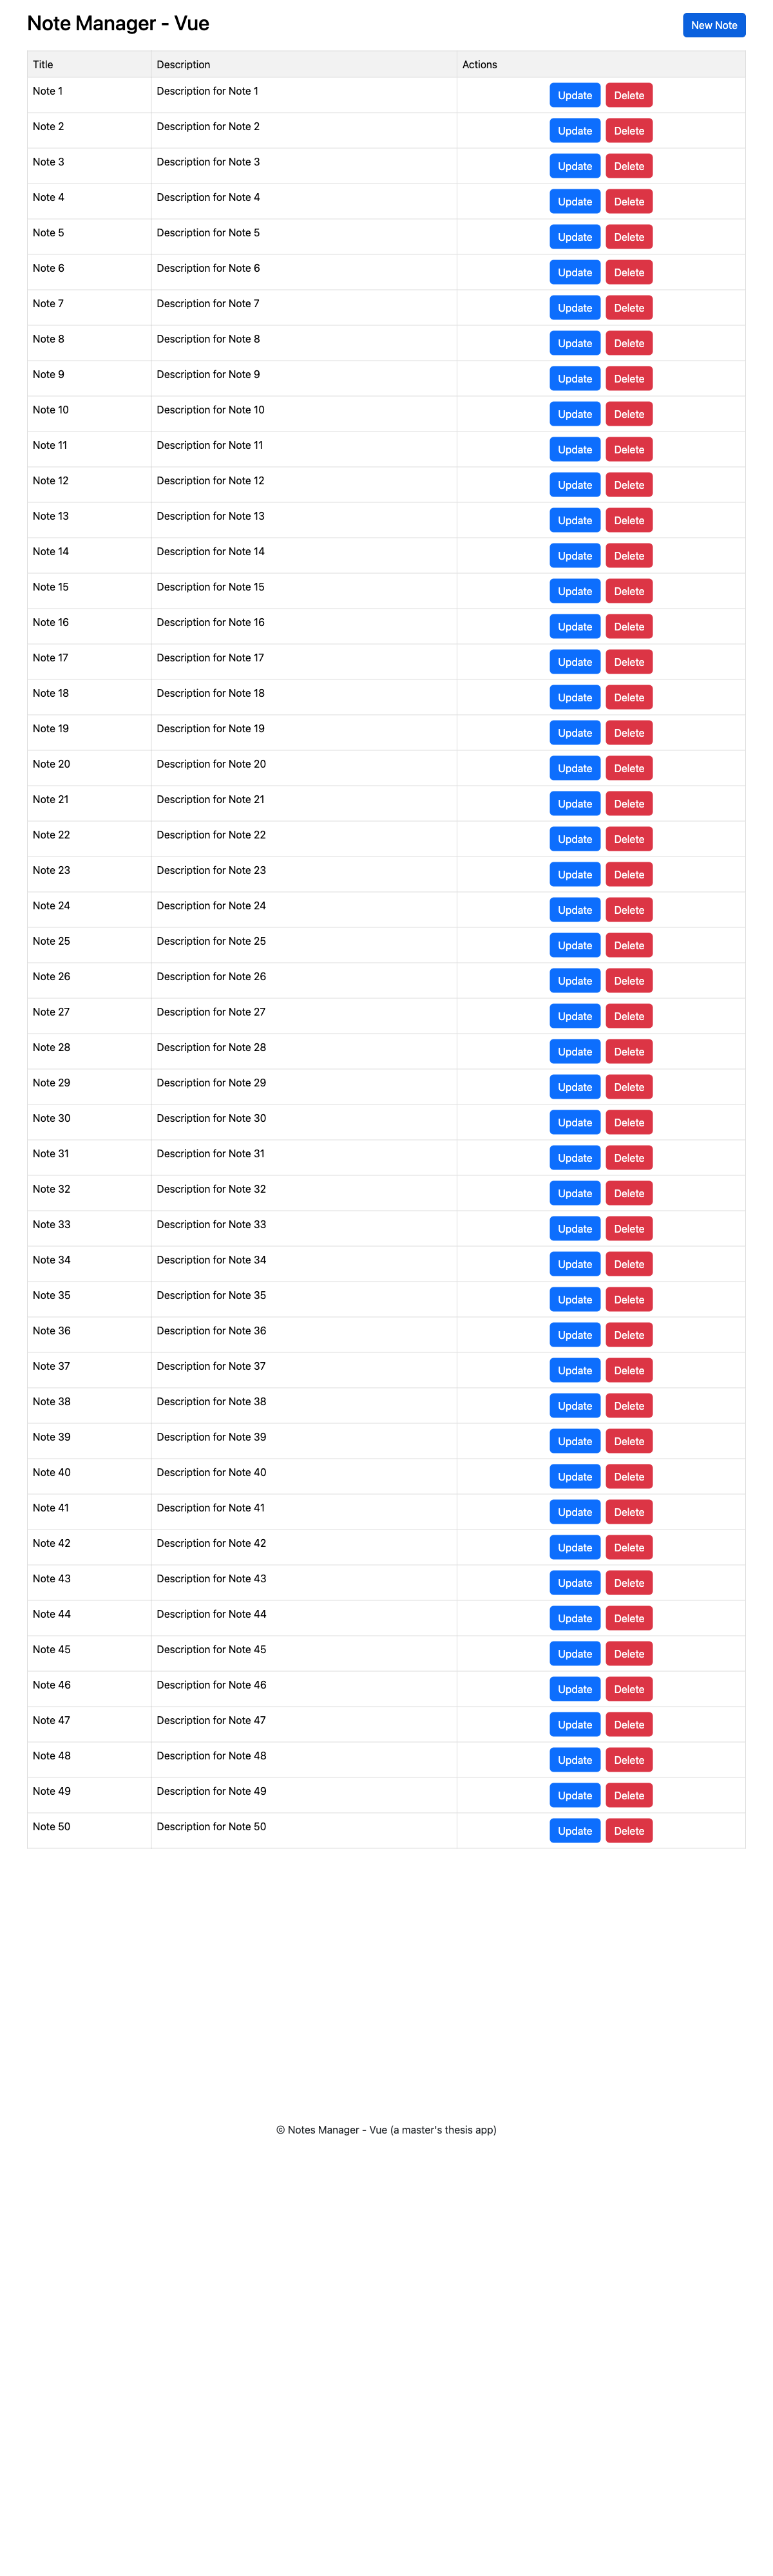 Note Manager - Vue New Note
Title Description Actions
Note 1 Description for Note 1 Update Delete
Note 2 Description for Note 2 Update Delete
Note 3 Description for Note 3 Update Delete
Note 4 Description for Note 4 Update Delete
Note 5 Description for Note 5 Update Delete
Note 6 Description for Note 6 Update Delete
Note 7 Description for Note 7 Update Delete
Note 8 Description for Note 8 Update Delete
Note 9 Description for Note 9 Update Delete
Note 10 Description for Note 10 Update Delete
Note 11 Description for Note 11 Update Delete
Note 12 Description for Note 12 Update Delete
Note 13 Description for Note 13 Update Delete
Note 14 Description for Note 14 Update Delete
Note 15 Description for Note 15 Update Delete
Note 16 Description for Note 16 Update Delete
Note 17 Description for Note 17 Update Delete
Note 18 Description for Note 18 Update Delete
Note 19 Description for Note 19 Update Delete
Note 20 Description for Note 20 Update Delete
Note 21 Description for Note 21 Update Delete
Note 22 Description for Note 22 Update Delete
Note 23 Description for Note 23 Update Delete
Note 24 Description for Note 24 Update Delete
Note 25 Description for Note 25 Update Delete
Note 26 Description for Note 26 Update Delete
Note 27 Description for Note 27 Update Delete
Note 28 Description for Note 28 Update Delete
Note 29 Description for Note 29 Update Delete
Note 30 Description for Note 30 Update Delete
Note 31 Description for Note 31 Update Delete
Note 32 Description for Note 32 Update Delete
Note 33 Description for Note 33 Update Delete
Note 34 Description for Note 34 Update Delete
Note 35 Description for Note 35 Update Delete
Note 36 Description for Note 36 Update Delete
Note 37 Description for Note 37 Update Delete
Note 38 Description for Note 38 Update Delete
Note 39 Description for Note 39 Update Delete
Note 40 Description for Note 40 Update Delete
Note 41 Description for Note 41 Update Delete
Note 42 Description for Note 42 Update Delete
Note 43 Description for Note 43 Update Delete
Note 44 Description for Note 44 Update Delete
Note 45 Description for Note 45 Update Delete
Note 46 Description for Note 46 Update Delete
Note 47 Description for Note 47 Update Delete
Note 48 Description for Note 48 Update Delete
Note 49 Description for Note 49 Update Delete
Note 50 Description for Note 50 Update Delete
© Notes Manager - Vue (a master's thesis app)